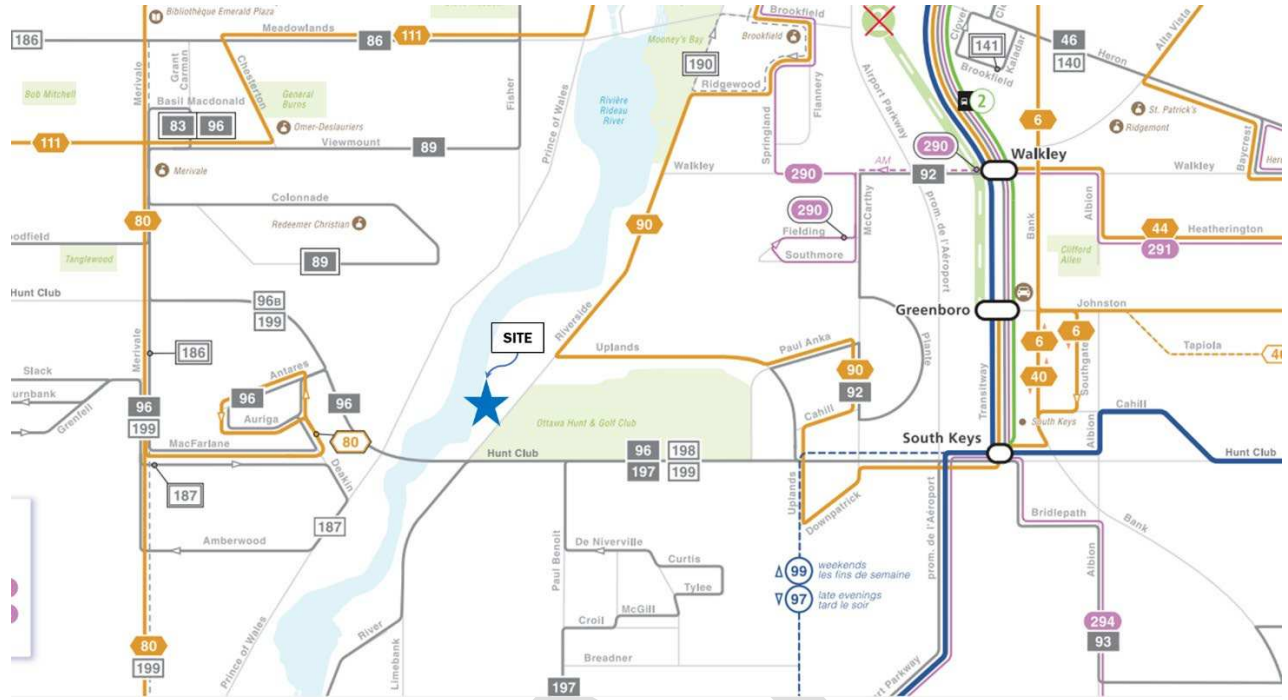 Bibliothèque Emerald Plaza
186
Meadowlands
86
111
Merivale
Grant Carman
Chesterton
Bob Mitchell
General Burns
Fisher
Prince of Wales
Rivière Rideau River
Mooney's Bay
Brookfield
Brookfield
190
Ridgewood
Flannery
Springland
Airport Parkway
2
Clover
141
Kaladar
Brookfield
46
140
Heron
Alta Vista
St. Patrick's
Ridgemont
6
Baycrest
Basil Macdonald
83
96
Omer-Deslauriers
111
Viewmount
89
Merivale
Walkley
290
AM
92
290
Walkley
Walkley
80
Colonnade
Redeemer Christian
89
Tanglewood
90
290
Fielding
Southmore
McCarthy
prom. de l'Aéroport
Bank
Albion
44
Heatherington
291
Clifford Allen
Hunt Club
96B
199
Merivale
186
SITE
Riverside
Uplands
Paul Anka
Plante
Greenboro
Johnston
6
6
Tapiola
Southgate
40
Slack
96
199
Grenfell
Antares
96
Auriga
96
80
MacFarlane
Deakin
Ottawa Hunt & Golf Club
90
92
Cahill
Transitway
South Keys
South Keys
Albion
Cahill
Hunt Club
96
198
197
199
Hunt Club
187
187
Amberwood
Uplands
Downpatrick
prom. de l'Aéroport
Bridlepath
Bank
Paul Benoit
De Niverville
Curtis
Tylee
McGill
Croil
Breadner
99
weekends
les fins de semaine
97
late evenings
tard le soir
Albion
294
93
80
199
Prince of Wales
River
Limebank
197